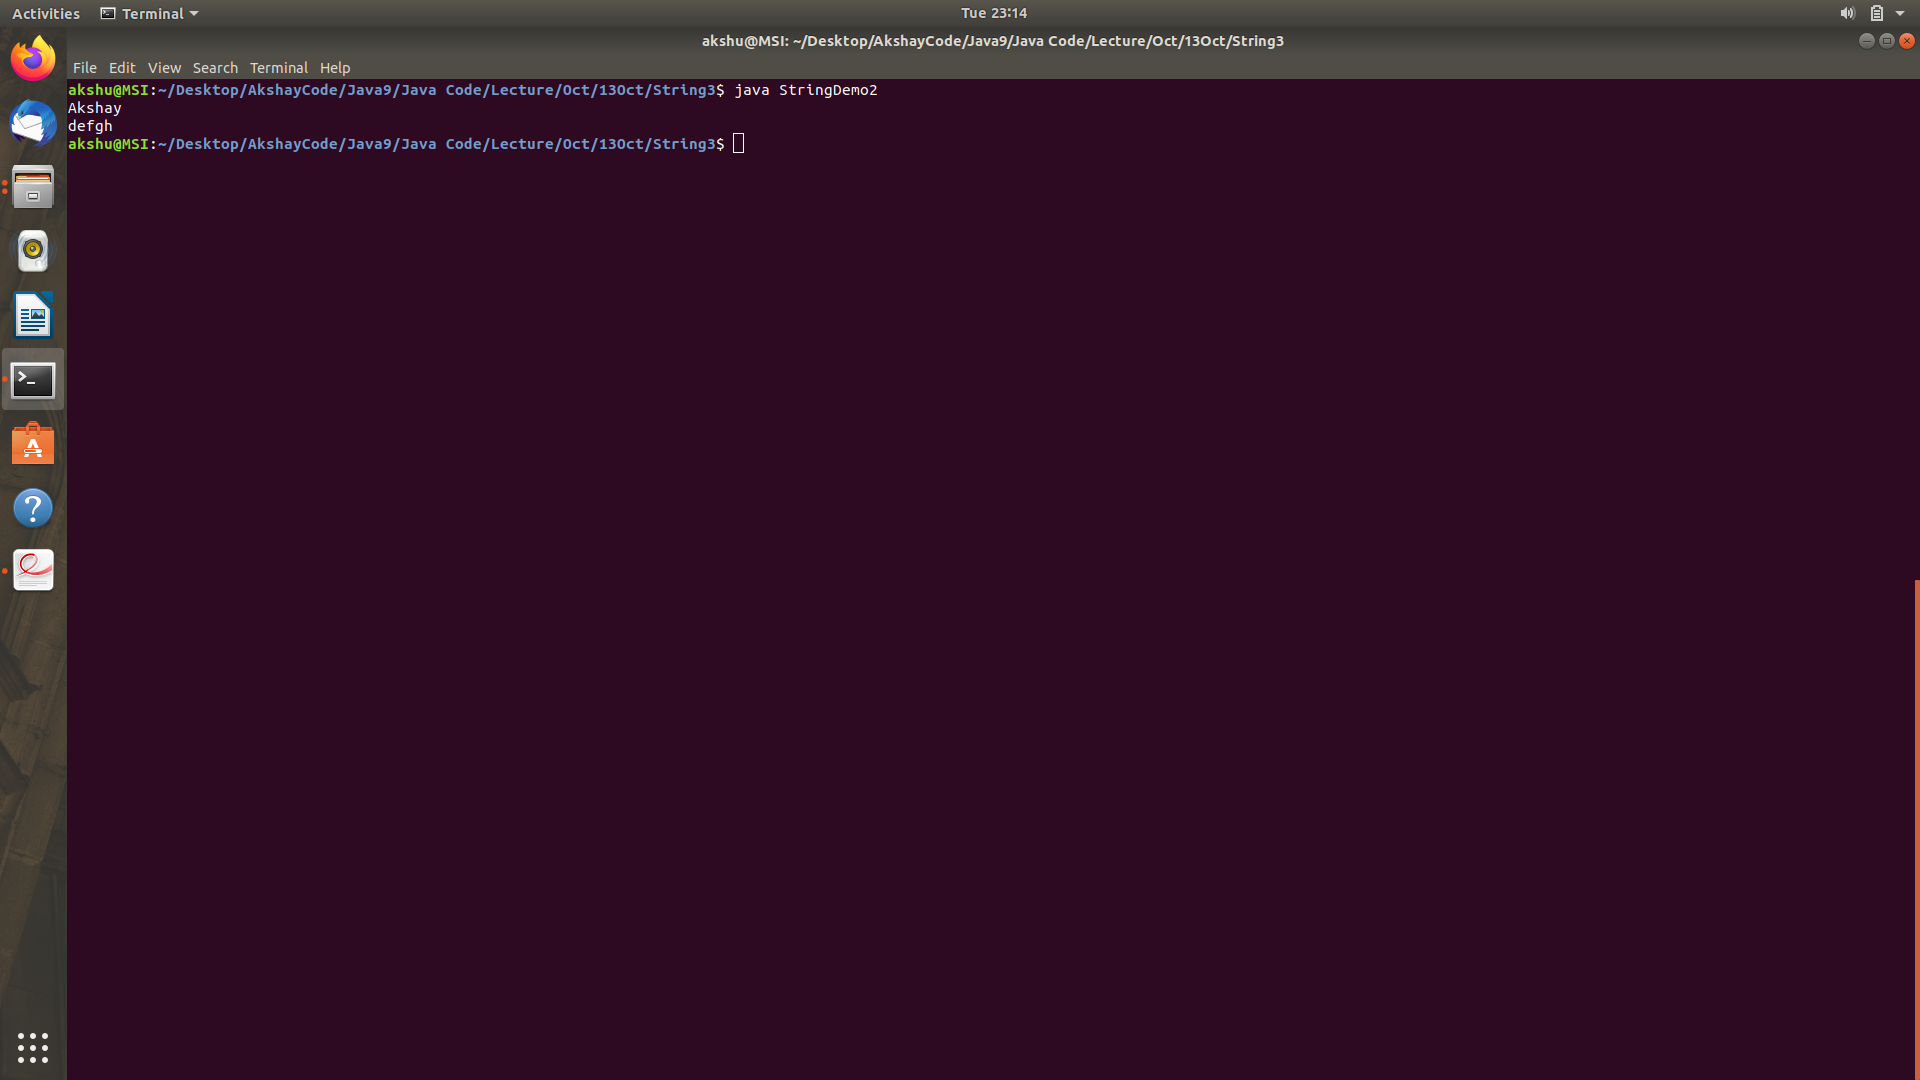 Activities Terminal Tue 23:14
akshu@MSI: ~/Desktop/AkshayCode/Java9/Java Code/Lecture/Oct/13Oct/String3
File Edit View Search Terminal Help
akshu@MSI:~/Desktop/AkshayCode/Java9/Java Code/Lecture/Oct/13Oct/String3$ java StringDemo2
Akshay
defgh
akshu@MSI:~/Desktop/AkshayCode/Java9/Java Code/Lecture/Oct/13Oct/String3$